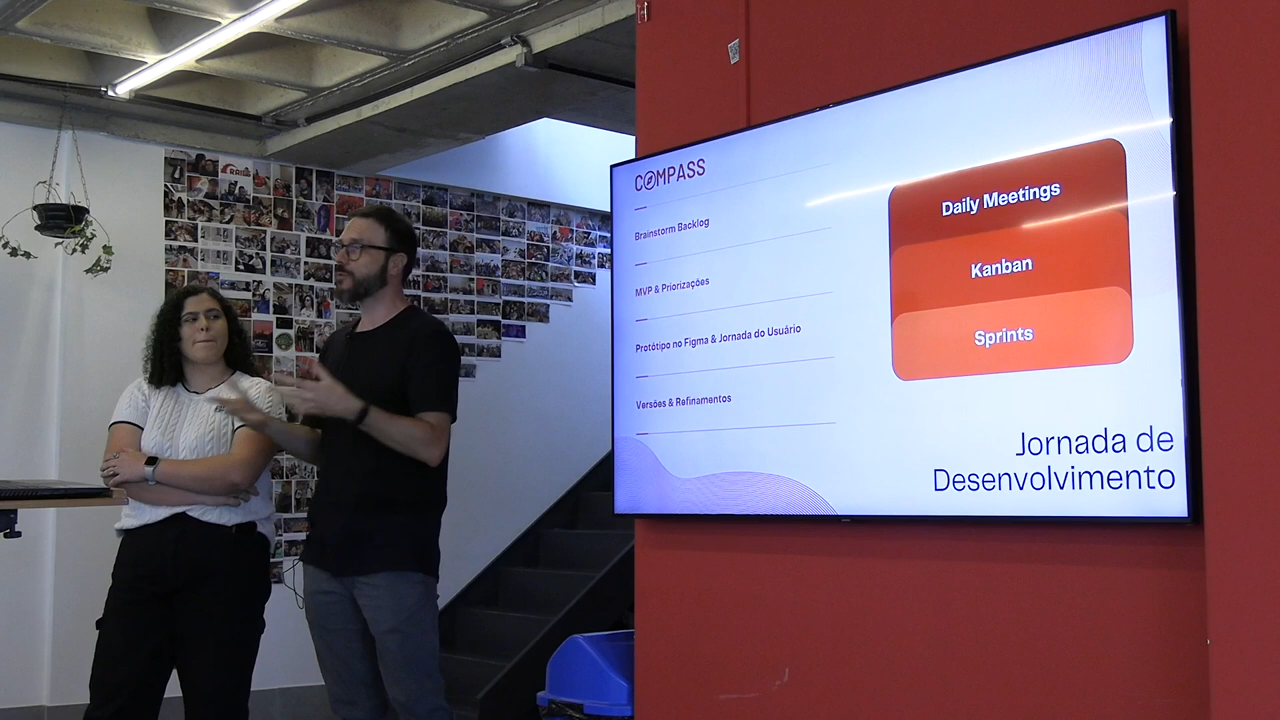 COMPASS
Brainstorm Backlog
MVP & Priorizações
Protótipo no Figma & Jornada do Usuário
Versões & Refinamentos
Daily Meetings
Kanban
Sprints
Jornada de
Desenvolvimento